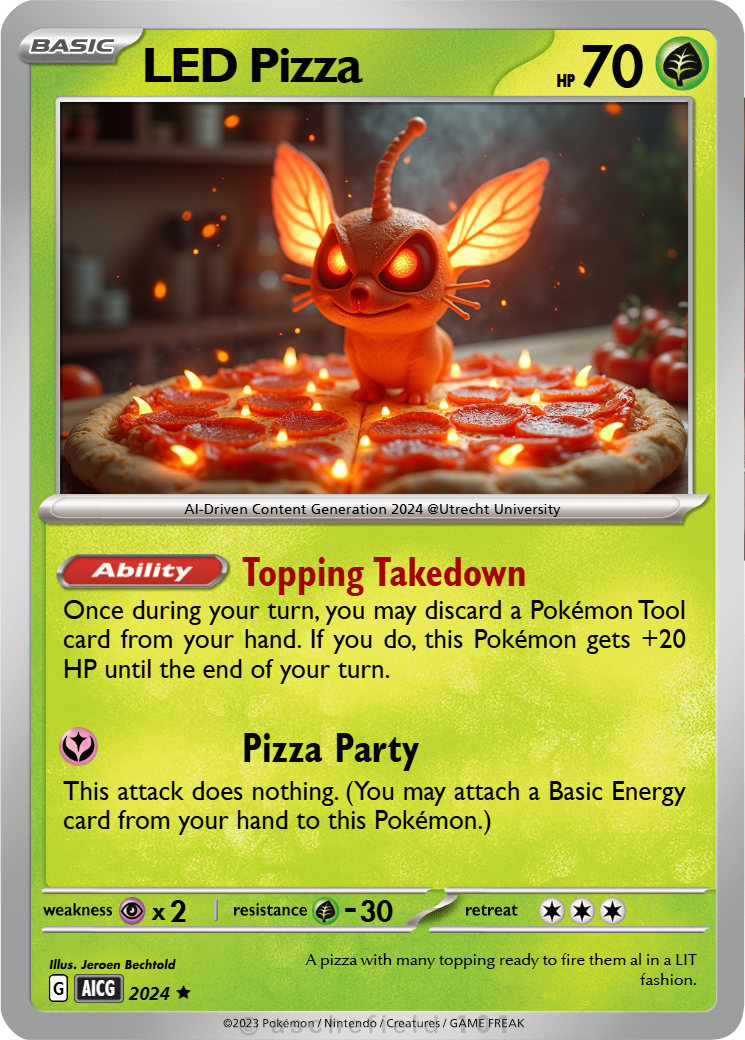 BASIC
LED Pizza
HP 70
AI-Driven Content Generation 2024 @Utrecht University
Ability Topping Takedown
Once during your turn, you may discard a Pokémon Tool
card from your hand. If you do, this Pokémon gets +20
HP until the end of your turn.
Pizza Party
This attack does nothing. (You may attach a Basic Energy
card from your hand to this Pokémon.)
weakness x 2 | resistance -30 retreat
Illus. Jeroen Bechtold
A pizza with many topping ready to fire them al in a LIT
fashion.
G AICG 2024 ★
©2023 Pokémon / Nintendo / Creatures / GAME FREAK